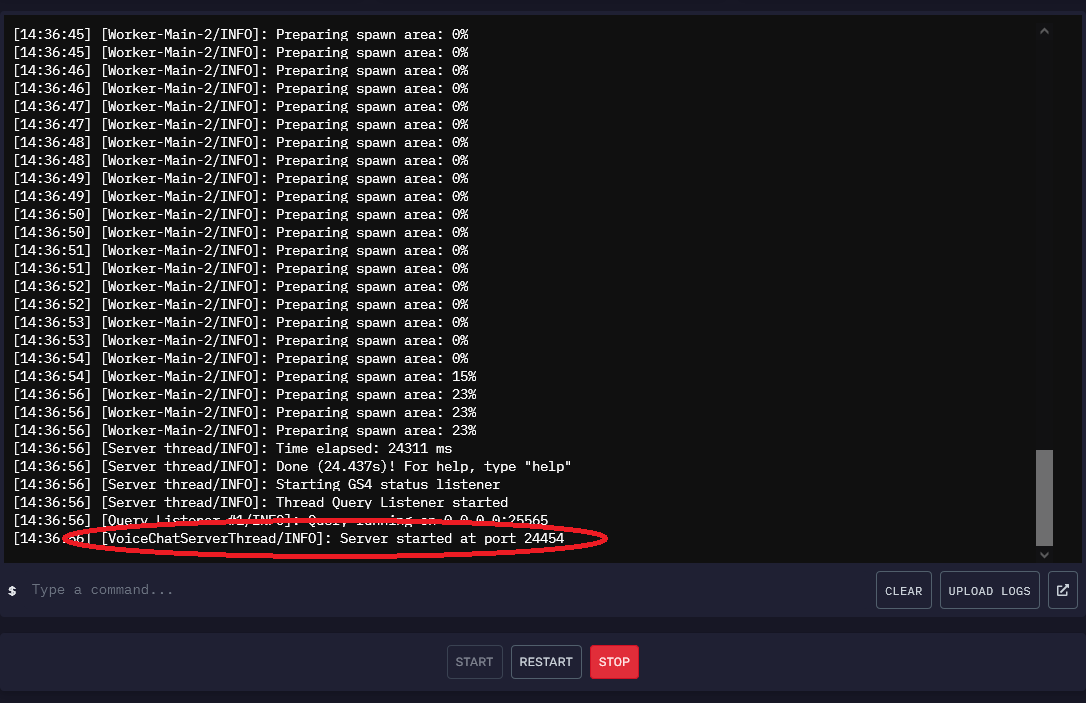 [14:36:45] [Worker-Main-2/INFO]: Preparing spawn area: 0%
[14:36:45] [Worker-Main-2/INFO]: Preparing spawn area: 0%
[14:36:46] [Worker-Main-2/INFO]: Preparing spawn area: 0%
[14:36:46] [Worker-Main-2/INFO]: Preparing spawn area: 0%
[14:36:47] [Worker-Main-2/INFO]: Preparing spawn area: 0%
[14:36:47] [Worker-Main-2/INFO]: Preparing spawn area: 0%
[14:36:48] [Worker-Main-2/INFO]: Preparing spawn area: 0%
[14:36:48] [Worker-Main-2/INFO]: Preparing spawn area: 0%
[14:36:49] [Worker-Main-2/INFO]: Preparing spawn area: 0%
[14:36:49] [Worker-Main-2/INFO]: Preparing spawn area: 0%
[14:36:50] [Worker-Main-2/INFO]: Preparing spawn area: 0%
[14:36:50] [Worker-Main-2/INFO]: Preparing spawn area: 0%
[14:36:51] [Worker-Main-2/INFO]: Preparing spawn area: 0%
[14:36:51] [Worker-Main-2/INFO]: Preparing spawn area: 0%
[14:36:52] [Worker-Main-2/INFO]: Preparing spawn area: 0%
[14:36:52] [Worker-Main-2/INFO]: Preparing spawn area: 0%
[14:36:53] [Worker-Main-2/INFO]: Preparing spawn area: 0%
[14:36:53] [Worker-Main-2/INFO]: Preparing spawn area: 0%
[14:36:54] [Worker-Main-2/INFO]: Preparing spawn area: 0%
[14:36:54] [Worker-Main-2/INFO]: Preparing spawn area: 15%
[14:36:56] [Worker-Main-2/INFO]: Preparing spawn area: 23%
[14:36:56] [Worker-Main-2/INFO]: Preparing spawn area: 23%
[14:36:56] [Worker-Main-2/INFO]: Preparing spawn area: 23%
[14:36:56] [Server thread/INFO]: Time elapsed: 24311 ms
[14:36:56] [Server thread/INFO]: Done (24.437s)! For help, type "help"
[14:36:56] [Server thread/INFO]: Starting GS4 status listener
[14:36:56] [Server thread/INFO]: Thread Query Listener started
[14:36:56] [Query Listener #1/INFO]: Query running on 0.0.0.0:25565
[14:36:56] [VoiceChatServerThread/INFO]: Server started at port 24454
$ Type a command...
CLEAR
UPLOAD LOGS
START
RESTART
STOP